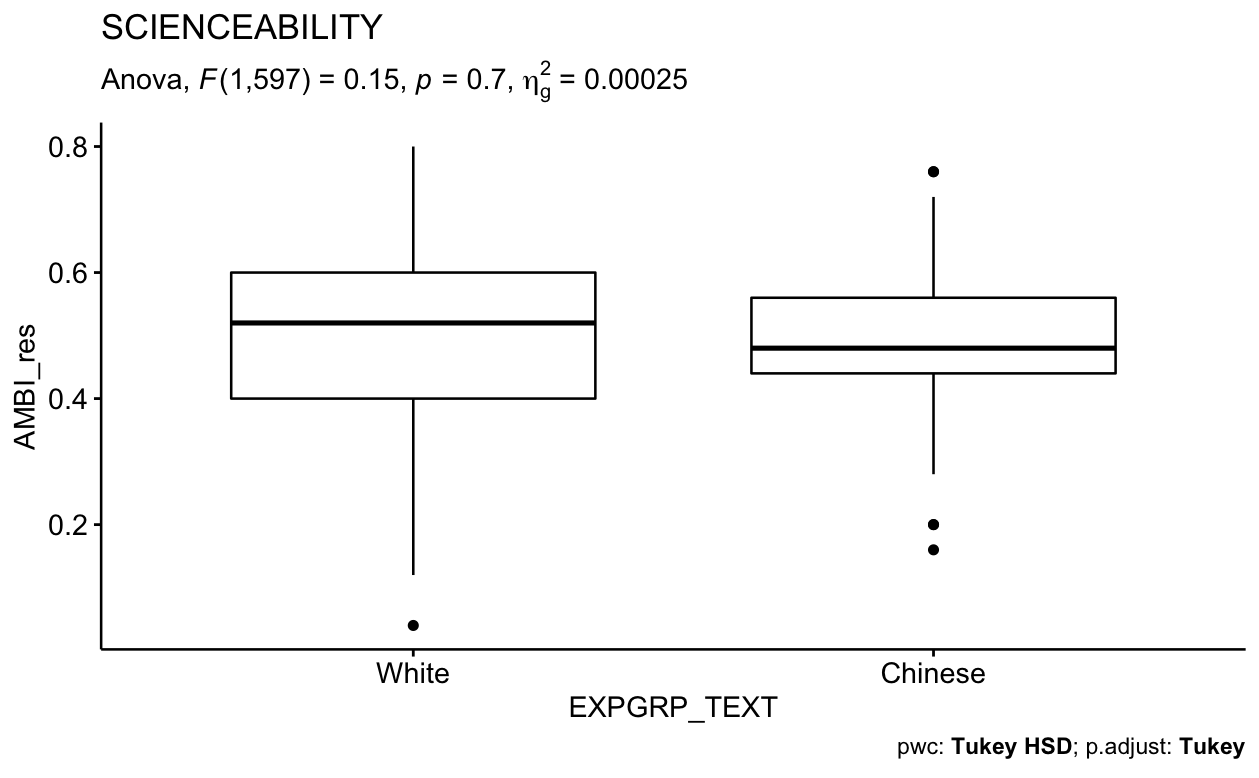 SCIENCEABILITY
Anova, F(1,597) = 0.15, p = 0.7, η²g = 0.00025
0.8
0.6
0.4
0.2
AMBI_res
White
Chinese
EXPGRP_TEXT
pwc: Tukey HSD; p.adjust: Tukey